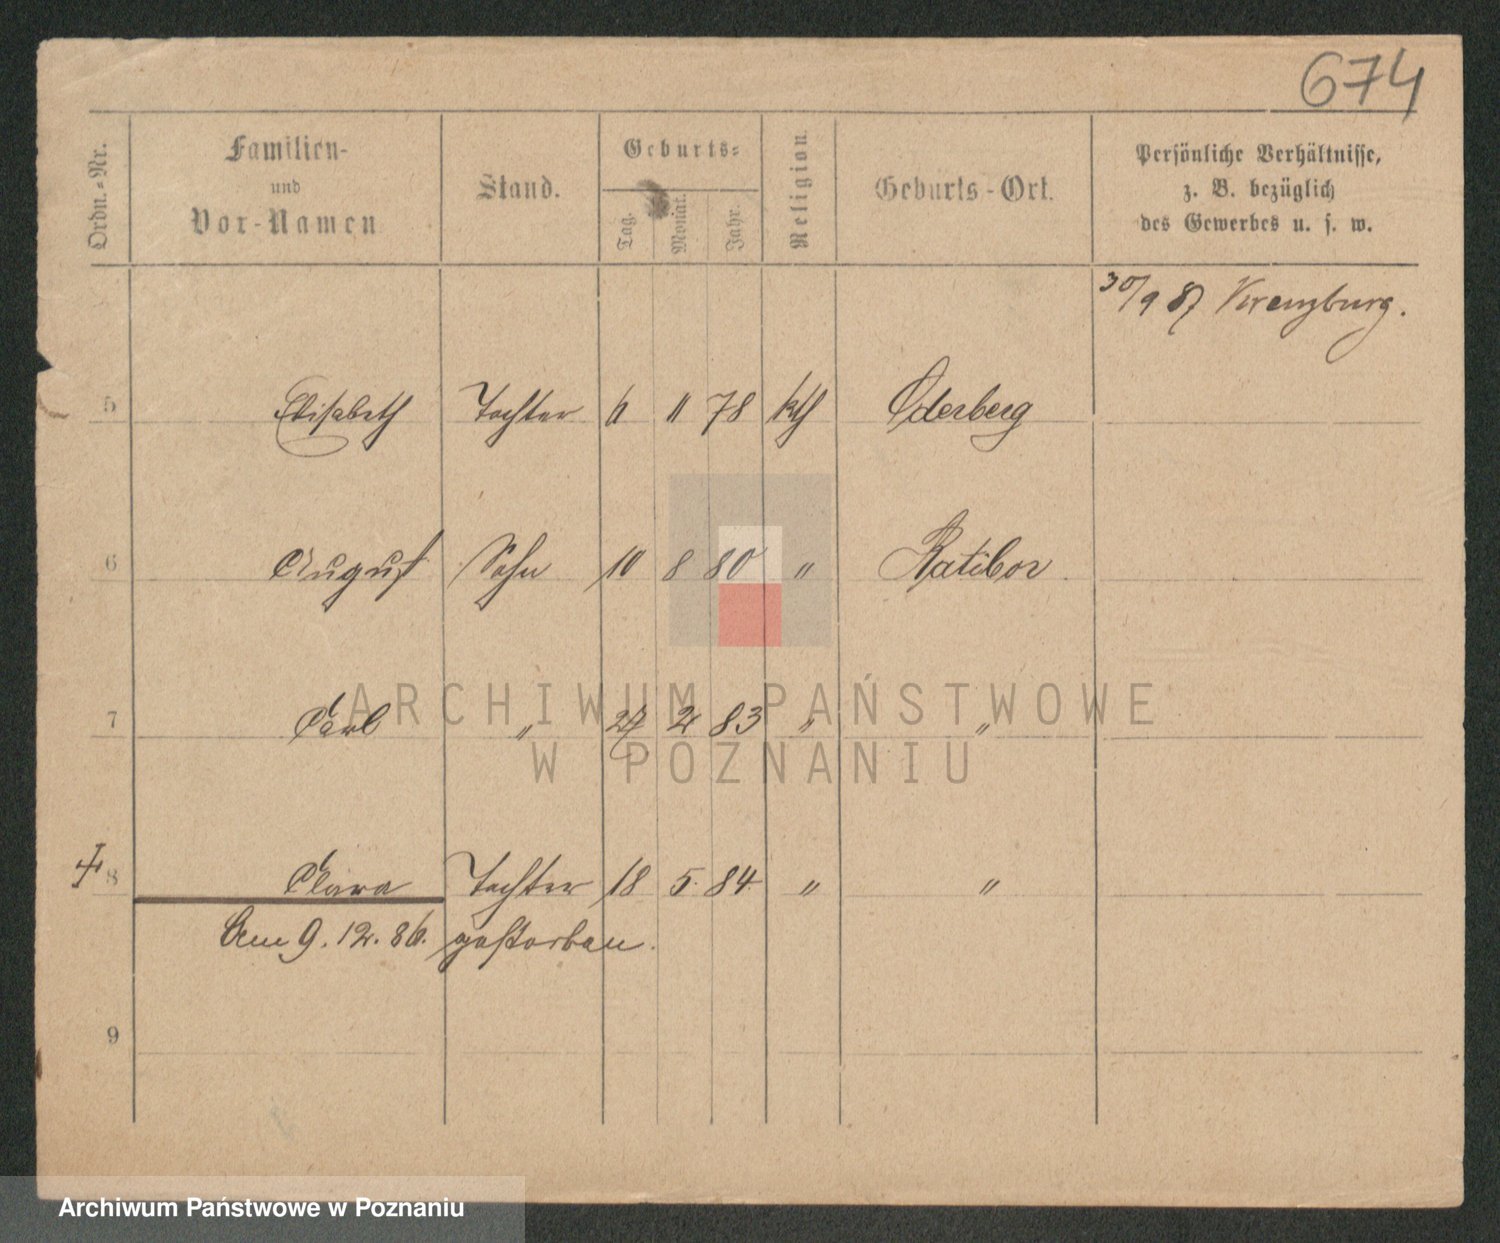 674
Ordn.-Nr. Familien- und Vor-Namen Stand. Geburts- Tag. Monat. Jahr. Religion Geburts-Ort. Persönliche Verhältnisse, z. B. bezüglich des Gewerbes u. s. w.
30/9 87 Kreuzburg.
5 Elisabeth Tochter 6 11 78 kth Oderberg
6 August Sohn 10 8 80 " Ratibor
ARCHIWUM PAŃSTWOWE
7 Carl " 27 2 83 " "
W POZNANIU
8 Clara Tochter 18 5. 84 " "
Am 9. 12. 86. gestorben.
9
Archiwum Państwowe w Poznaniu